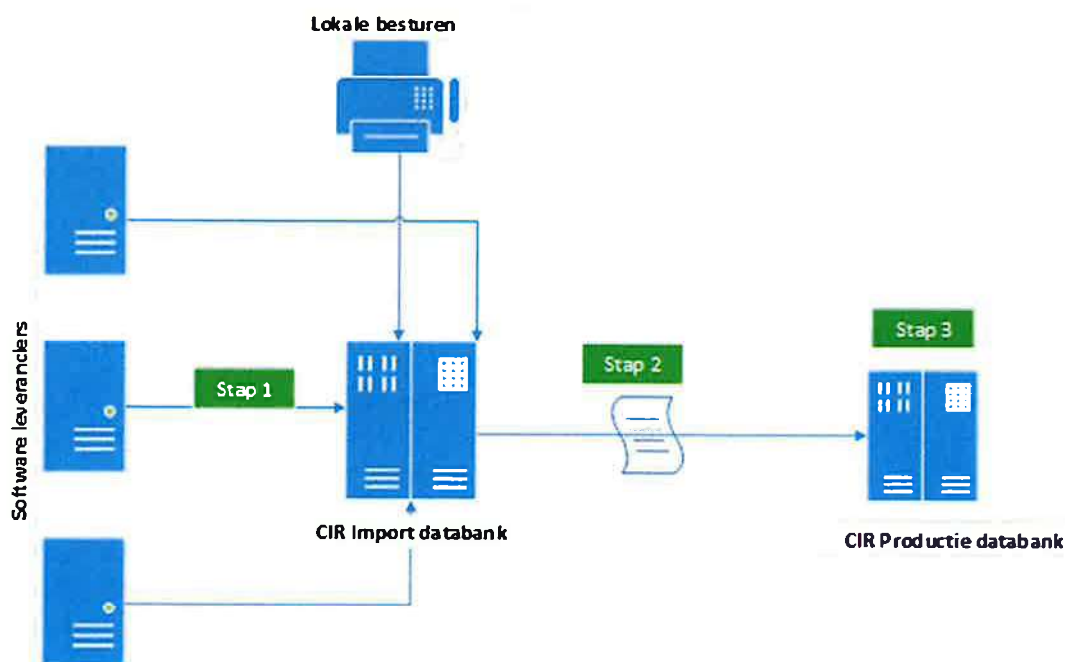 Lokale besturen
Software leveranciers
Stap 1
Stap 2
Stap 3
CIR Import databank
CIR Productie databank